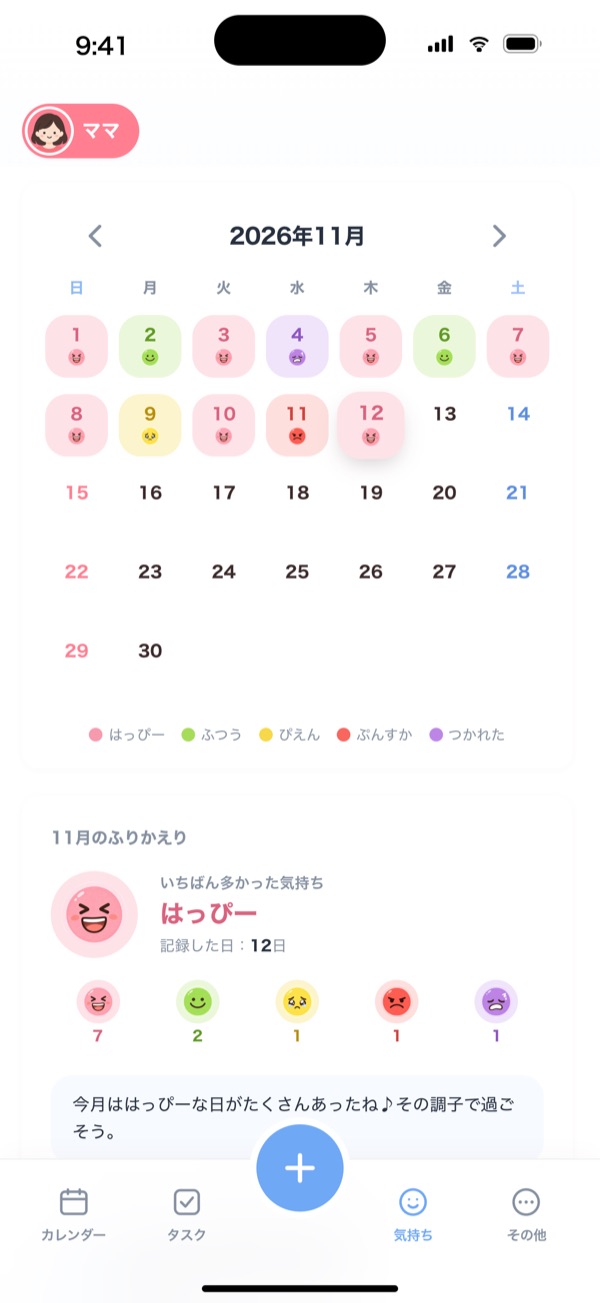 9:41
ママ
2026年11月
日 月 火 水 木 金 土
1 2 3 4 5 6 7
8 9 10 11 12 13 14
15 16 17 18 19 20 21
22 23 24 25 26 27 28
29 30
はっぴー ふつう ぴえん ぷんすか つかれた
11月のふりかえり
いちばん多かった気持ち
はっぴー
記録した日：12日
7 2 1 1 1
今月ははっぴーな日がたくさんあったね♪その調子で過ご
そう。
カレンダー タスク 気持ち その他